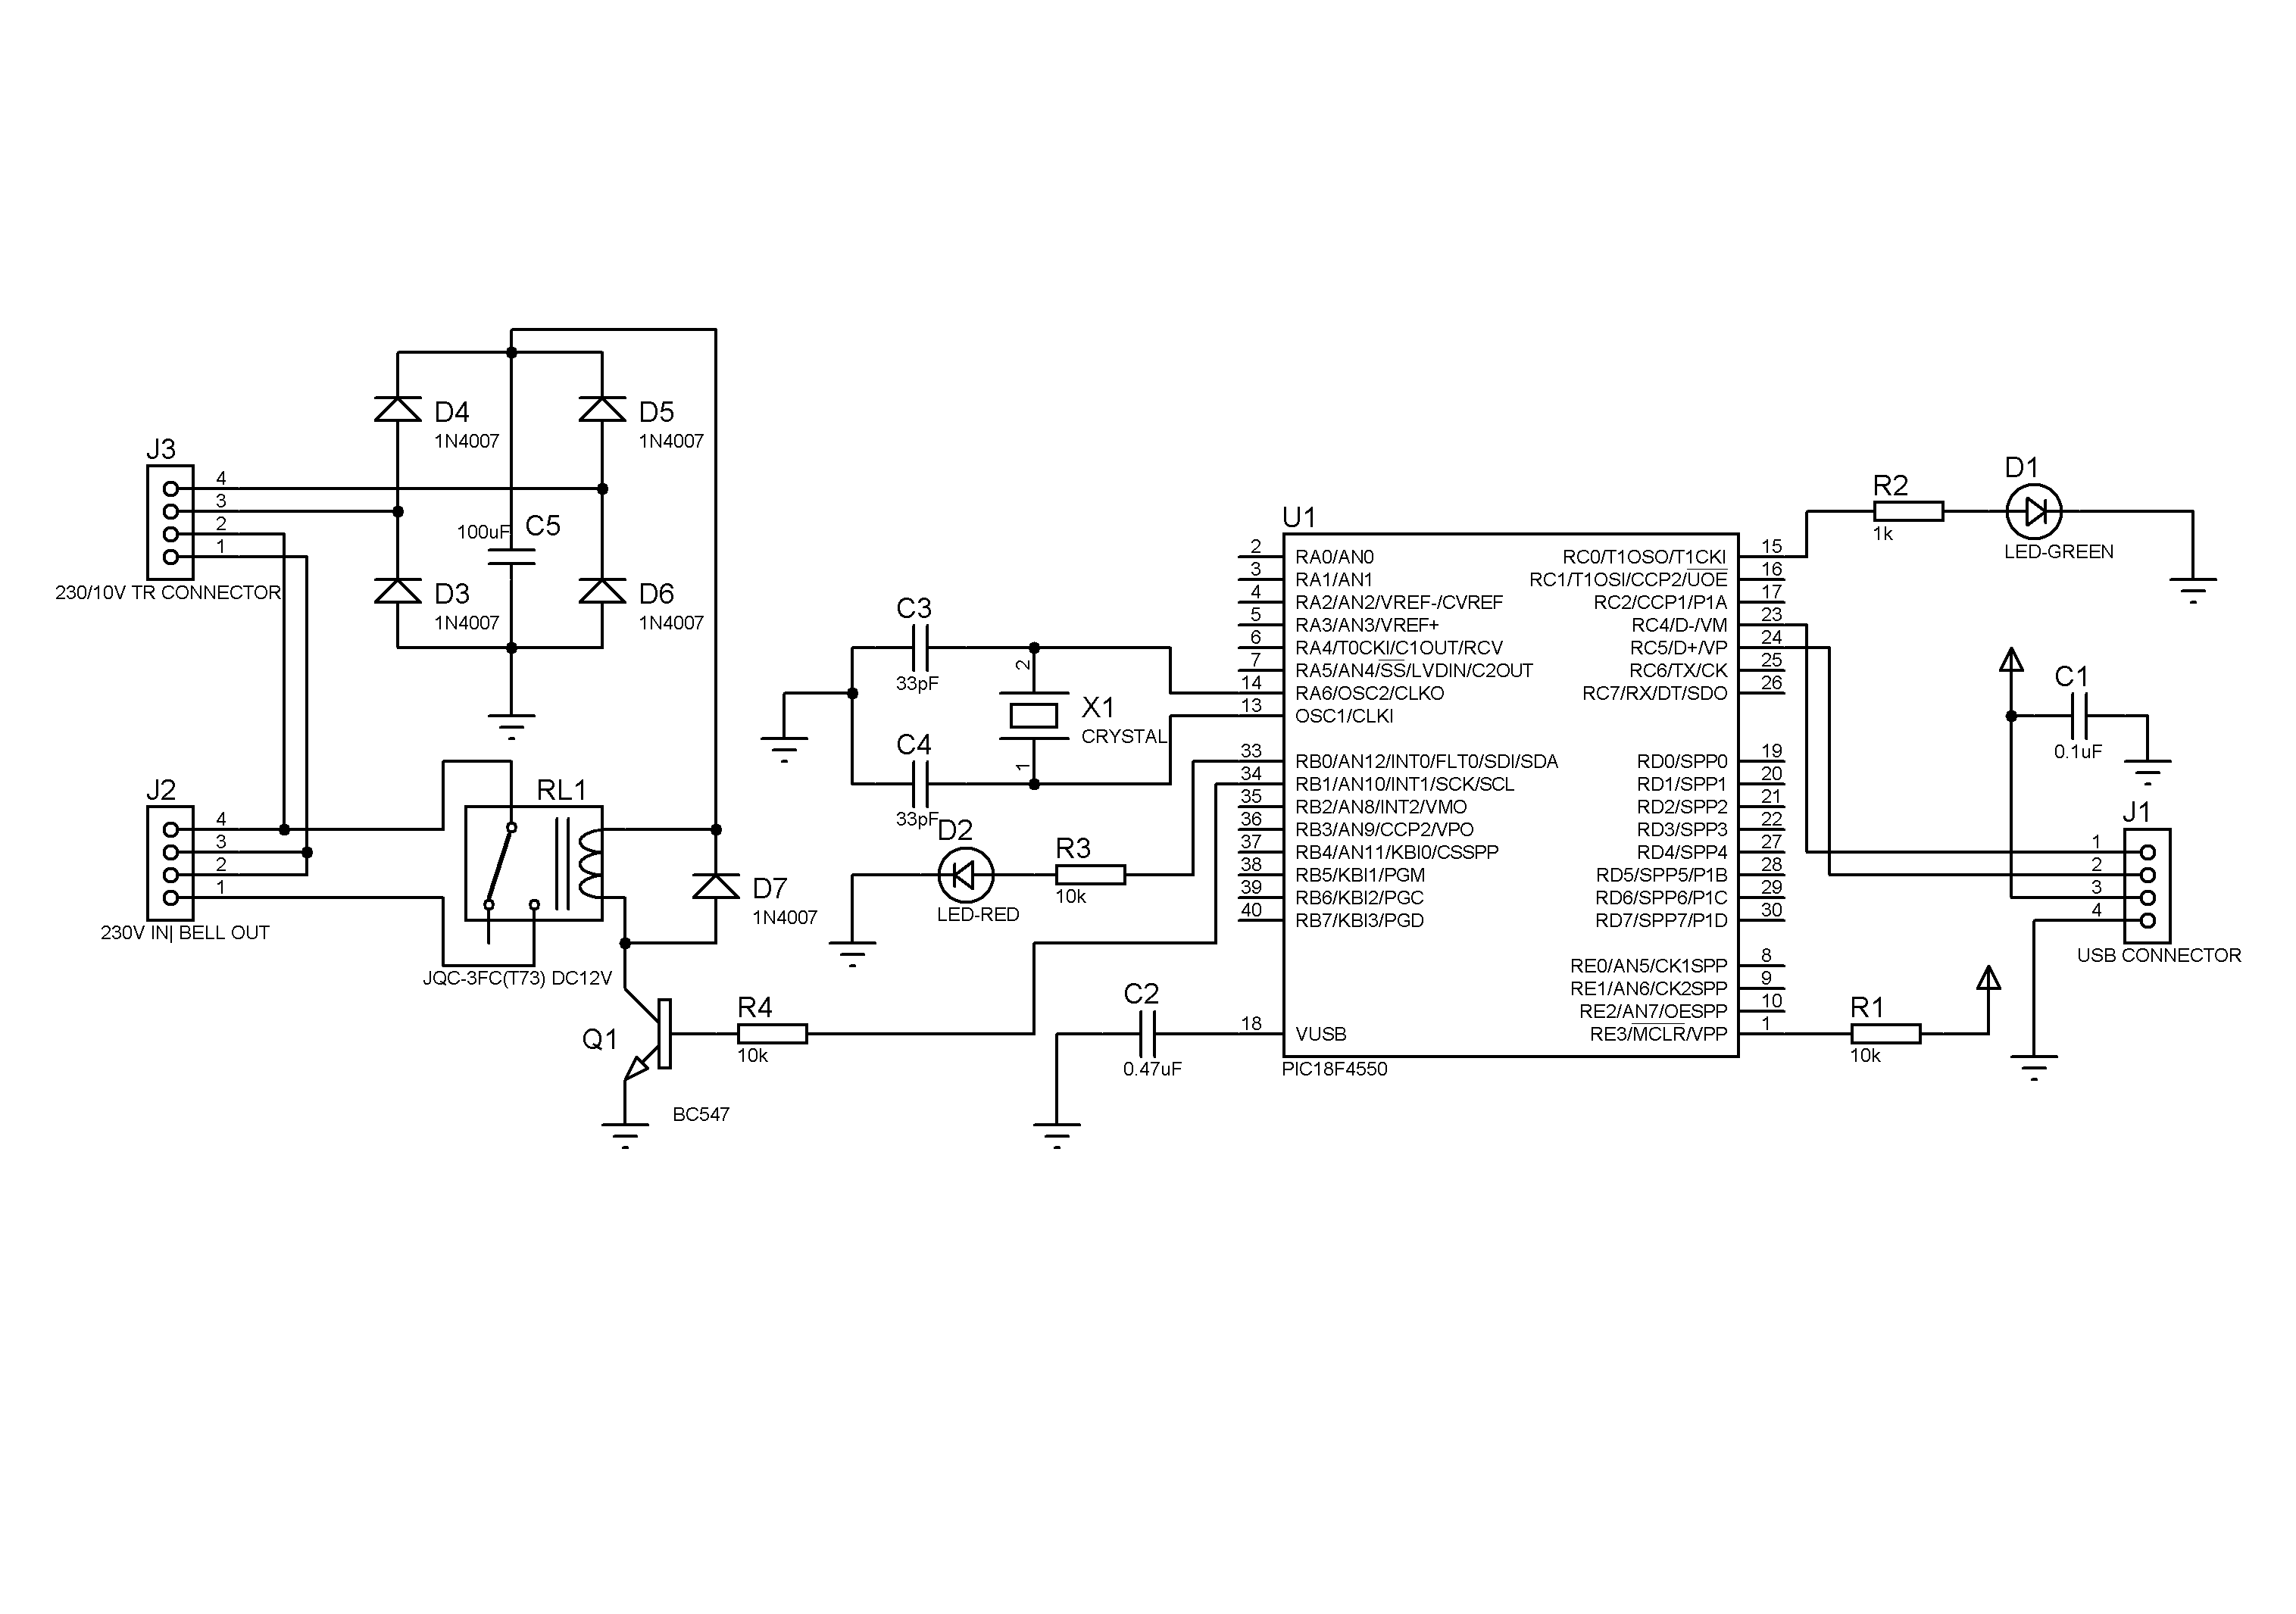 D4
1N4007
D5
1N4007
J3
4
3
2
1
230/10V TR CONNECTOR
100uF
C5
D3
1N4007
D6
1N4007
J2
4
3
2
1
230V IN| BELL OUT
RL1
JQC-3FC(T73) DC12V
D7
1N4007
Q1
BC547
R4
10k
C3
33pF
C4
33pF
2
1
X1
CRYSTAL
D2
LED-RED
R3
10k
C2
0.47uF
U1
2 RA0/AN0
3 RA1/AN1
4 RA2/AN2/VREF-/CVREF
5 RA3/AN3/VREF+
6 RA4/T0CKI/C1OUT/RCV
7 RA5/AN4/SS/LVDIN/C2OUT
14 RA6/OSC2/CLKO
13 OSC1/CLKI
33 RB0/AN12/INT0/FLT0/SDI/SDA
34 RB1/AN10/INT1/SCK/SCL
35 RB2/AN8/INT2/VMO
36 RB3/AN9/CCP2/VPO
37 RB4/AN11/KBI0/CSSPP
38 RB5/KBI1/PGM
39 RB6/KBI2/PGC
40 RB7/KBI3/PGD
18 VUSB
RC0/T1OSO/T1CKI 15
RC1/T1OSI/CCP2/UOE 16
RC2/CCP1/P1A 17
RC4/D-/VM 23
RC5/D+/VP 24
RC6/TX/CK 25
RC7/RX/DT/SDO 26
RD0/SPP0 19
RD1/SPP1 20
RD2/SPP2 21
RD3/SPP3 22
RD4/SPP4 27
RD5/SPP5/P1B 28
RD6/SPP6/P1C 29
RD7/SPP7/P1D 30
RE0/AN5/CK1SPP 8
RE1/AN6/CK2SPP 9
RE2/AN7/OESPP 10
RE3/MCLR/VPP 1
PIC18F4550
R2
1k
D1
LED-GREEN
C1
0.1uF
J1
1
2
3
4
USB CONNECTOR
R1
10k